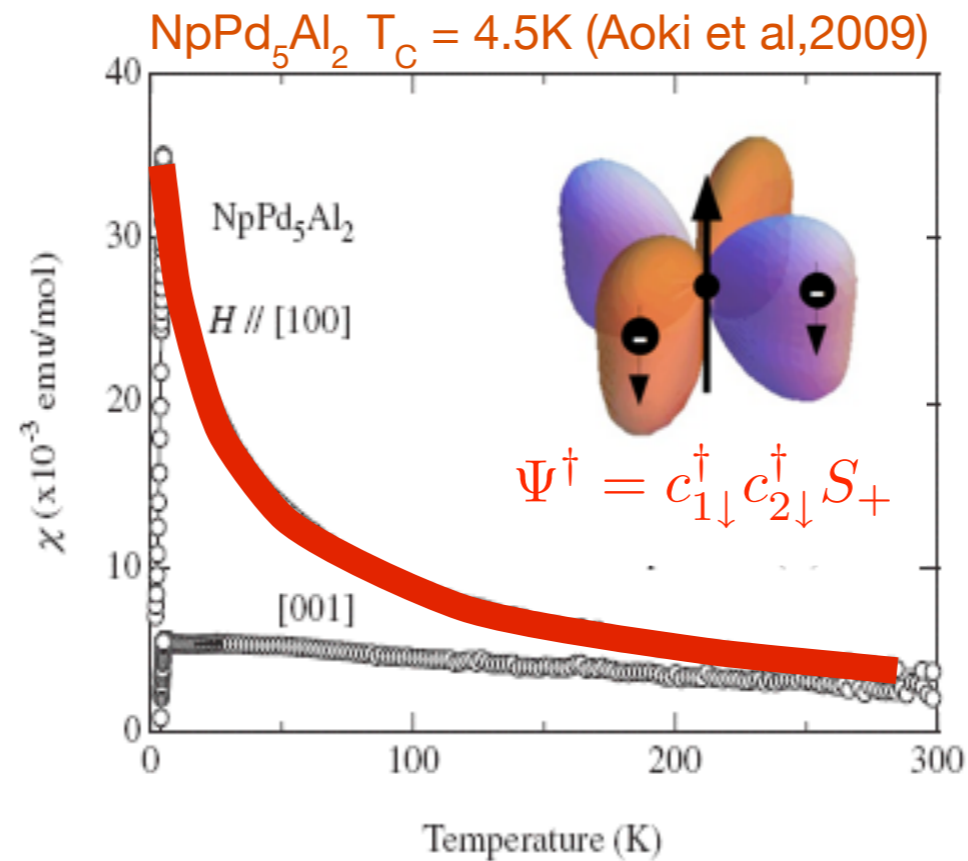 NpPd₅Al₂ T_C = 4.5K (Aoki et al,2009)
40
30
20
10
0
χ (x10⁻³ emu/mol)
NpPd₅Al₂
H // [100]
[001]
- -
Ψ† = c†₁↓ c†₂↓ S₊
0 100 200 300
Temperature (K)